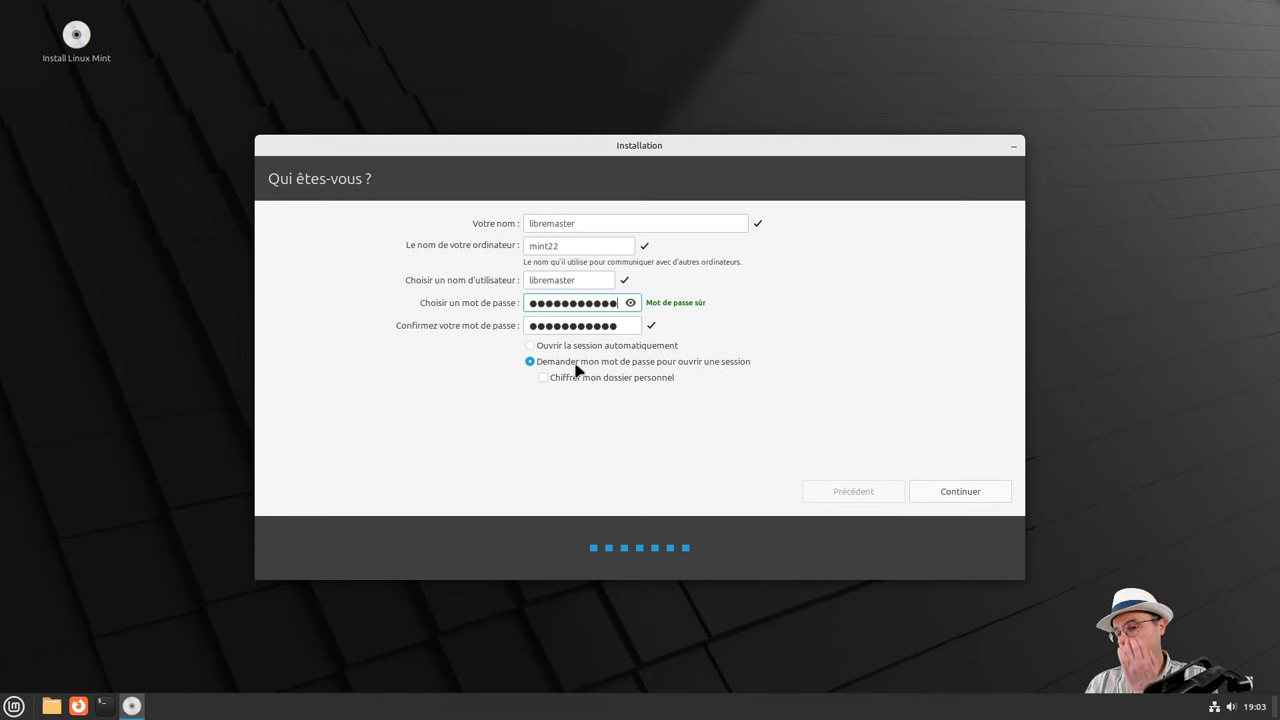 Install Linux Mint
Installation
Qui êtes-vous ?
Votre nom : libremaster
Le nom de votre ordinateur : mint22
Le nom qu'il utilise pour communiquer avec d'autres ordinateurs.
Choisir un nom d'utilisateur : libremaster
Choisir un mot de passe : ●●●●●●●●●●● Mot de passe sûr
Confirmez votre mot de passe : ●●●●●●●●●●●
Ouvrir la session automatiquement
Demander mon mot de passe pour ouvrir une session
Chiffrer mon dossier personnel
Précédent Continuer
19:03